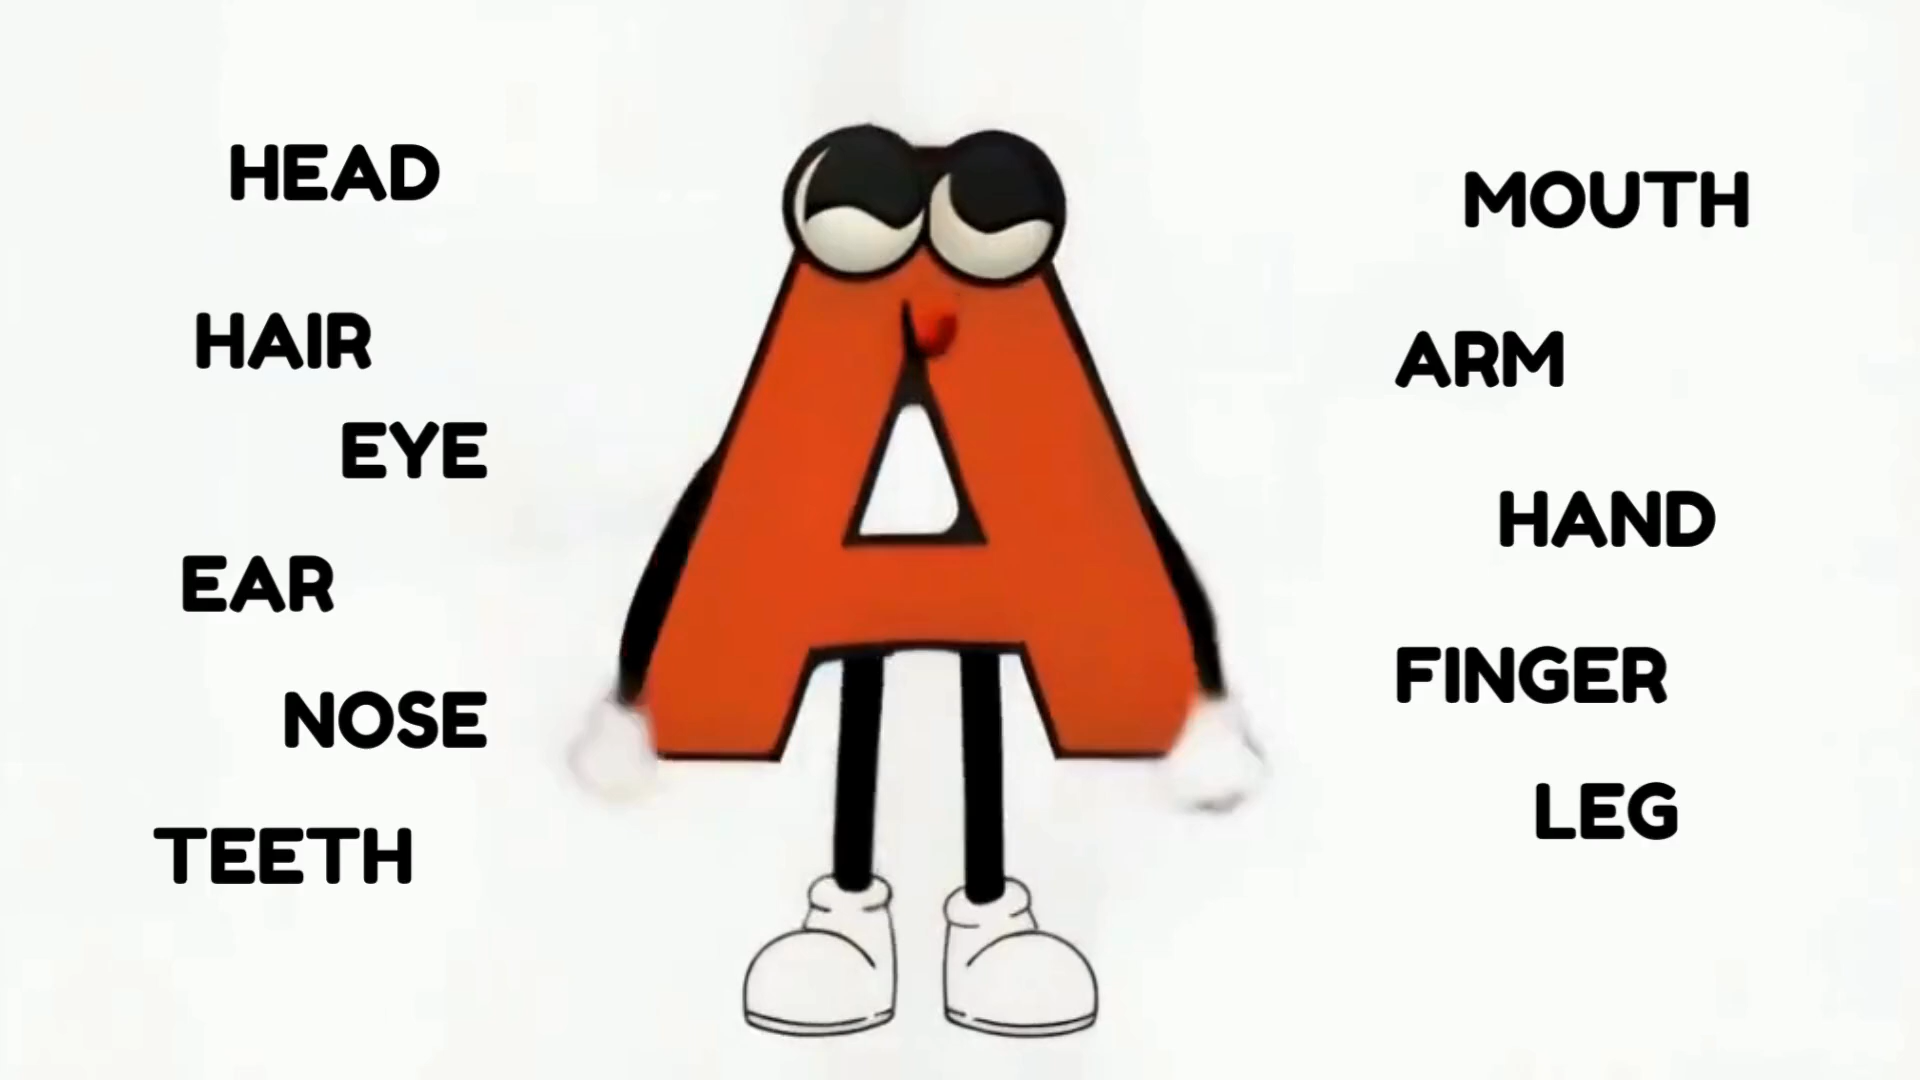 HEAD
HAIR
EYE
EAR
NOSE
TEETH
A
MOUTH
ARM
HAND
FINGER
LEG